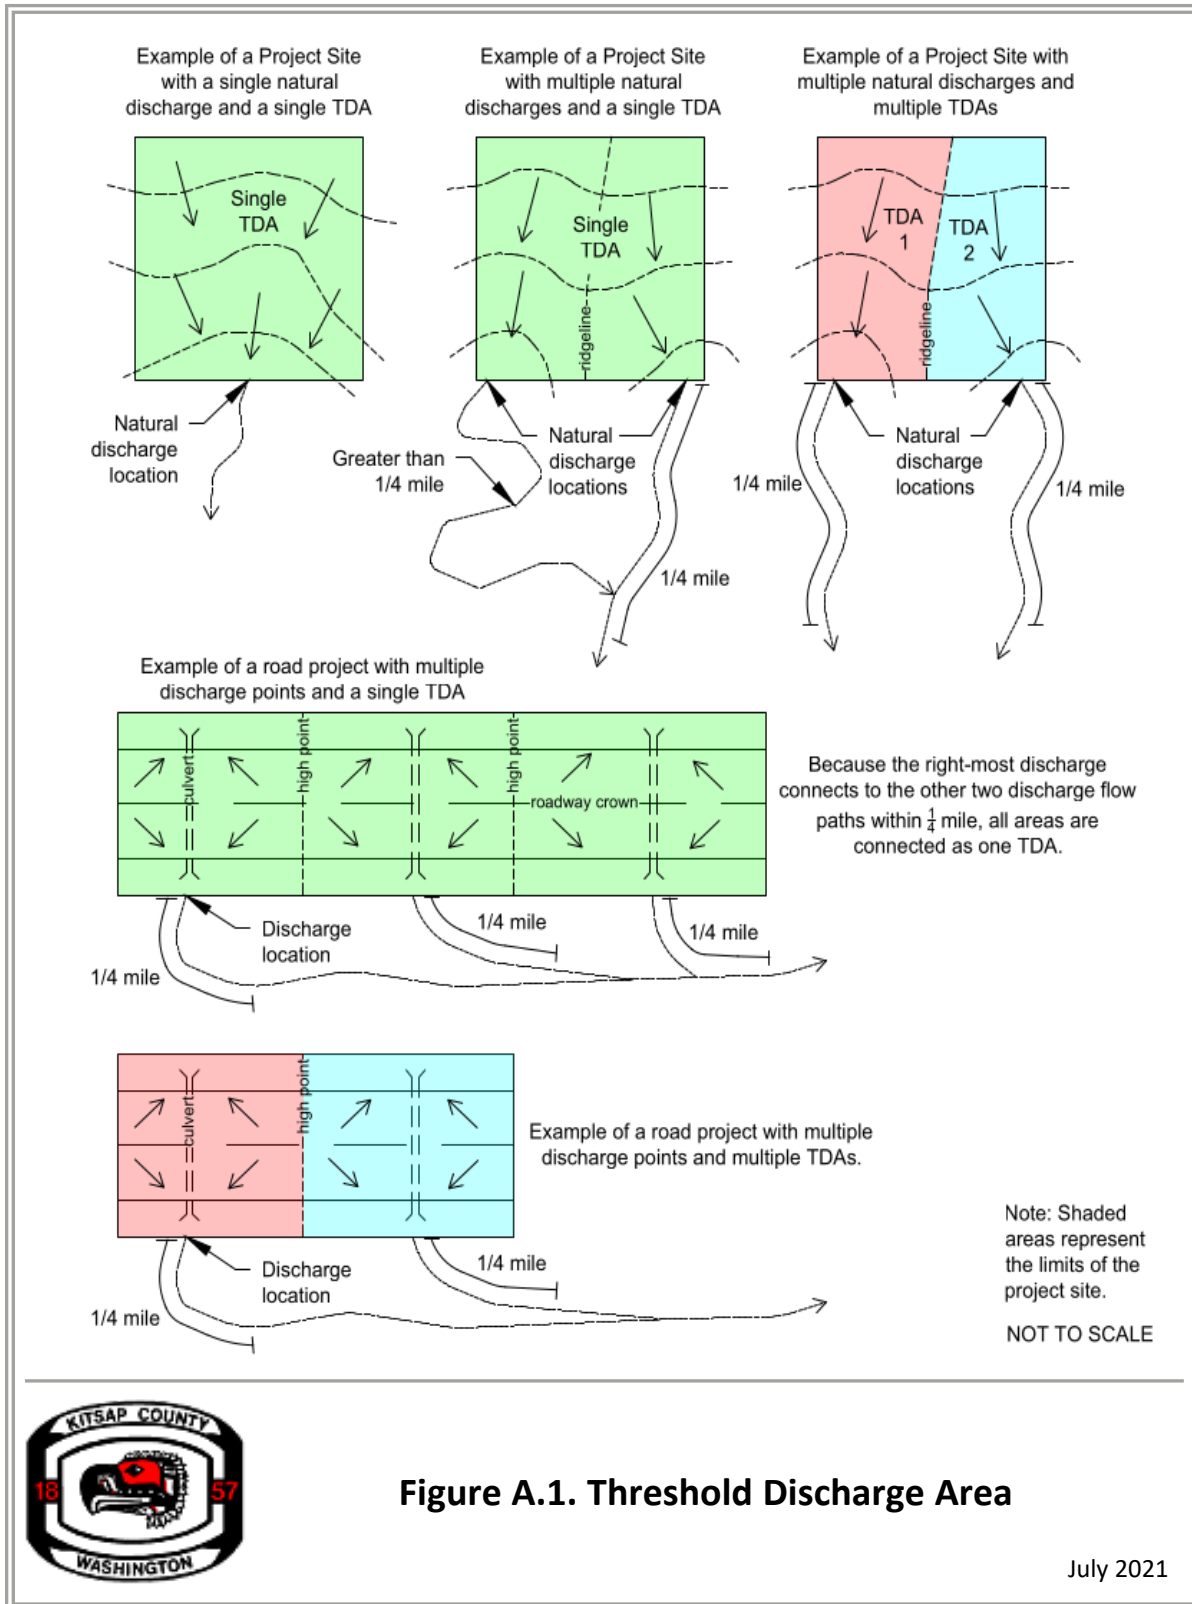 Example of a Project Site
with a single natural
discharge and a single TDA
Example of a Project Site
with multiple natural
discharges and a single TDA
Example of a Project Site with
multiple natural discharges and
multiple TDAs
Single
TDA
Single
TDA
ridgeline
TDA
1
TDA
2
ridgeline
Natural
discharge
location
Greater than
1/4 mile
Natural
discharge
locations
1/4 mile
1/4 mile
Natural
discharge
locations
1/4 mile
Example of a road project with multiple
discharge points and a single TDA
culvert
high point
high point
roadway crown
Because the right-most discharge
connects to the other two discharge flow
paths within 1/4 mile, all areas are
connected as one TDA.
Discharge
location
1/4 mile
1/4 mile
1/4 mile
culvert
high point
Example of a road project with multiple
discharge points and multiple TDAs.
Discharge
location
1/4 mile
1/4 mile
Note: Shaded
areas represent
the limits of the
project site.
NOT TO SCALE
KITSAP COUNTY
18 57
WASHINGTON
Figure A.1. Threshold Discharge Area
July 2021